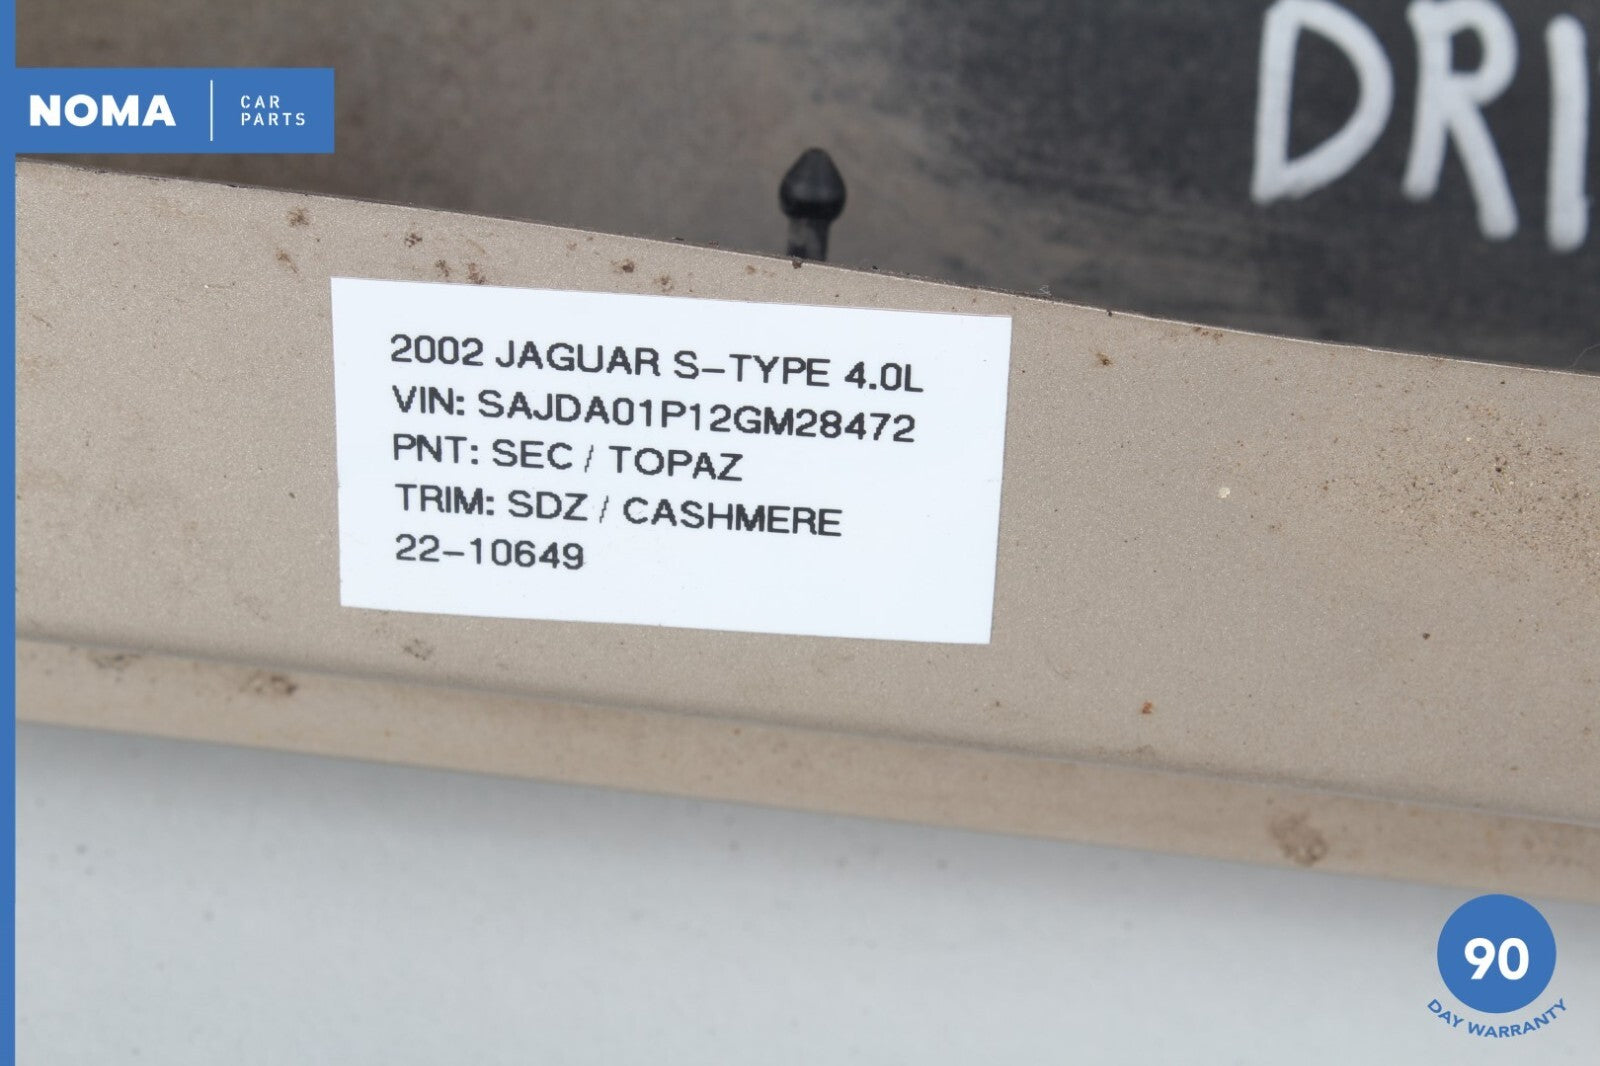 NOMA
CAR
PARTS
DRI
2002 JAGUAR S-TYPE 4.0L
VIN: SAJDA01P12GM28472
PNT: SEC / TOPAZ
TRIM: SDZ / CASHMERE
22-10649
90
DAY WARRANTY